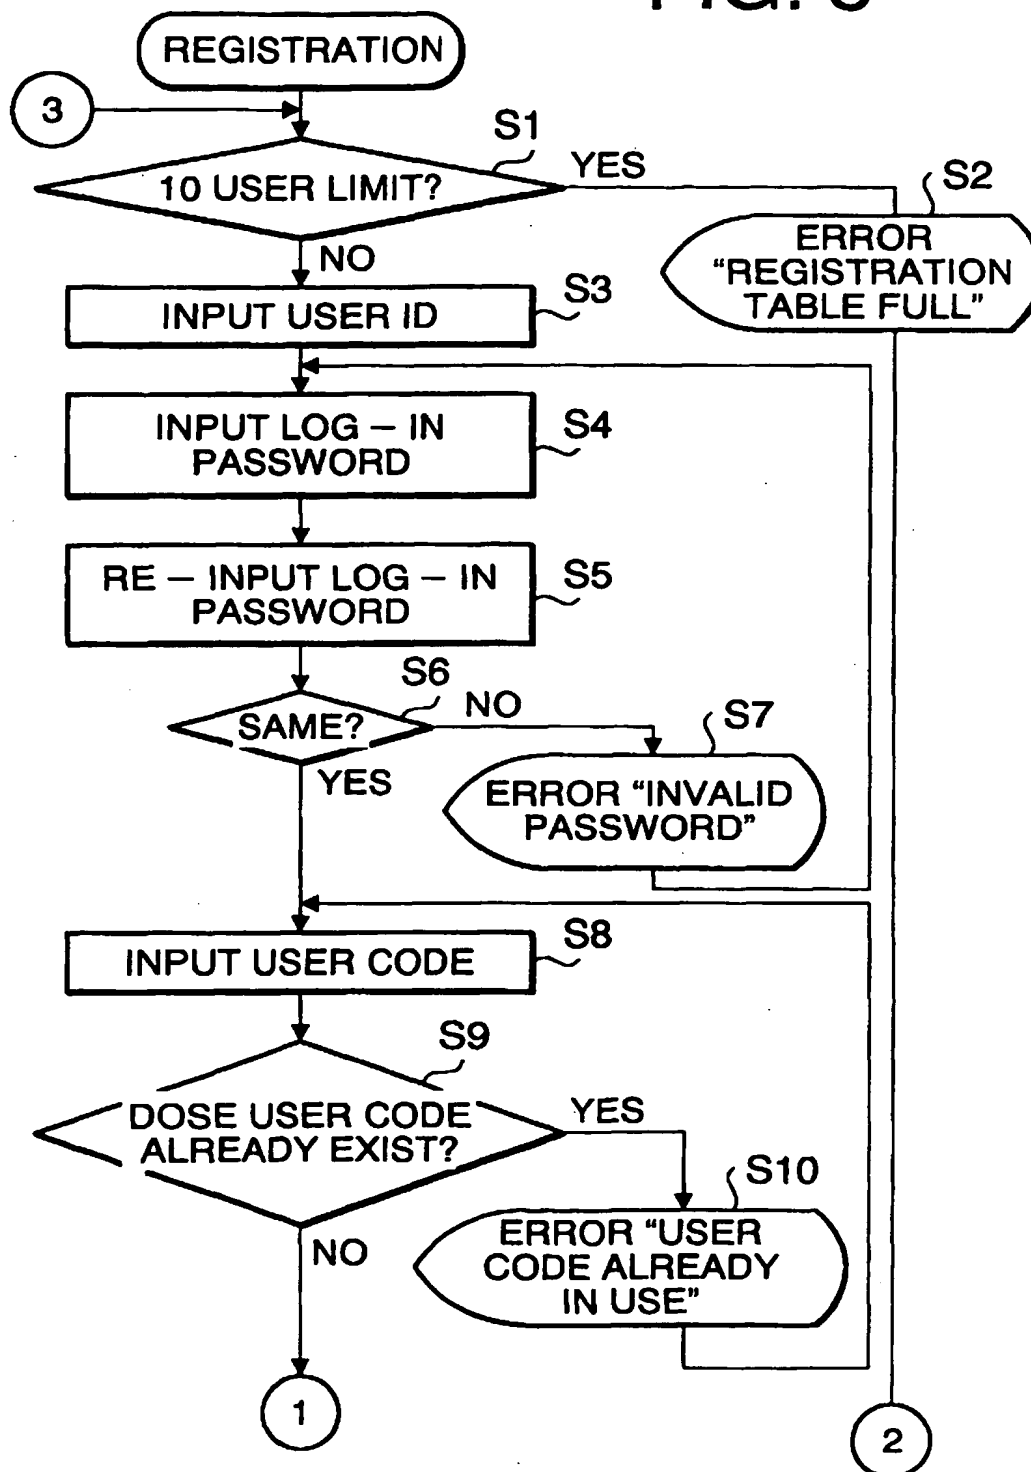 REGISTRATION
3
S1
10 USER LIMIT?
YES
S2
ERROR
“REGISTRATION
TABLE FULL”
NO
S3
INPUT USER ID
INPUT LOG – IN
PASSWORD
S4
RE – INPUT LOG – IN
PASSWORD
S5
S6
SAME?
NO
YES
S7
ERROR “INVALID
PASSWORD”
S8
INPUT USER CODE
S9
DOSE USER CODE
ALREADY EXIST?
YES
S10
ERROR “USER
CODE ALREADY
IN USE”
NO
1
2